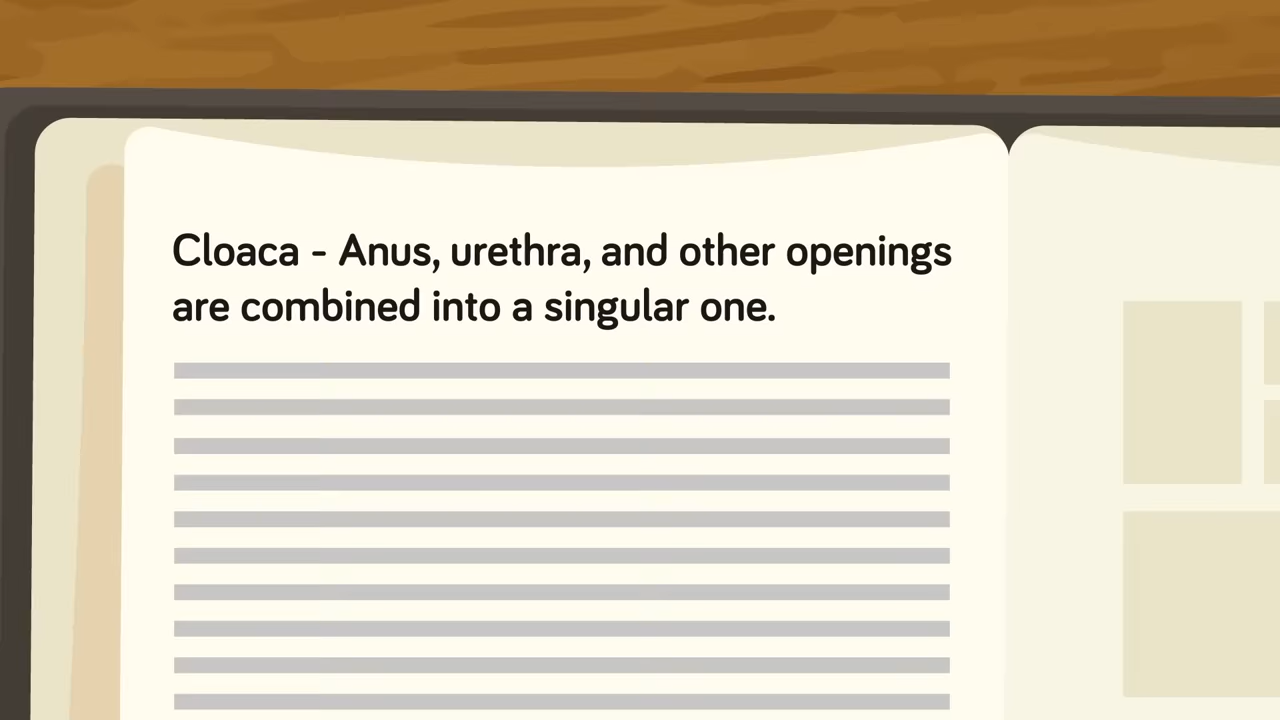 Cloaca - Anus, urethra, and other openings
are combined into a singular one.